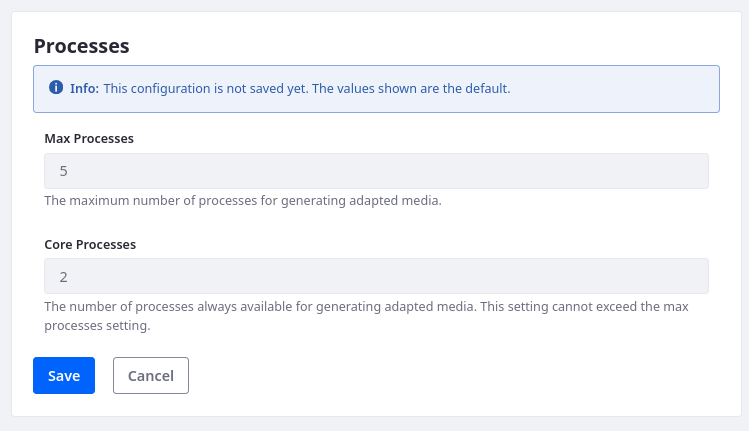 Processes
Info: This configuration is not saved yet. The values shown are the default.
Max Processes
5
The maximum number of processes for generating adapted media.
Core Processes
2
The number of processes always available for generating adapted media. This setting cannot exceed the max
processes setting.
Save Cancel